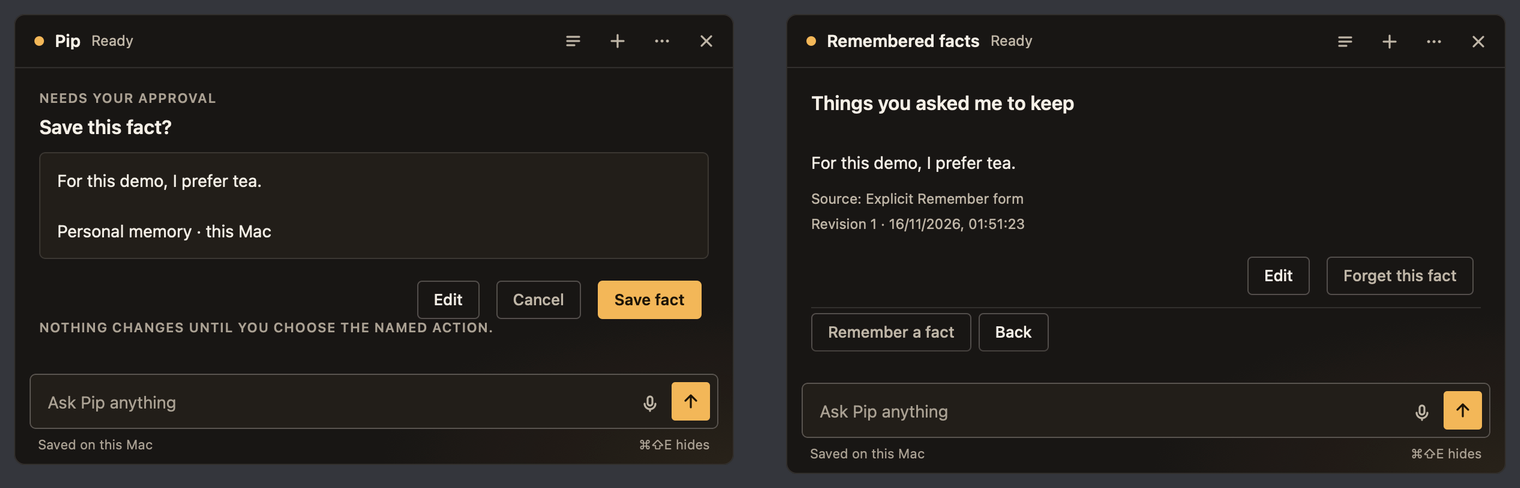 Pip Ready
NEEDS YOUR APPROVAL
Save this fact?
For this demo, I prefer tea.
Personal memory · this Mac
Edit Cancel Save fact
NOTHING CHANGES UNTIL YOU CHOOSE THE NAMED ACTION.
Ask Pip anything
Saved on this Mac ⌘⇧E hides
Remembered facts Ready
Things you asked me to keep
For this demo, I prefer tea.
Source: Explicit Remember form
Revision 1 · 16/11/2026, 01:51:23
Edit Forget this fact
Remember a fact Back
Ask Pip anything
Saved on this Mac ⌘⇧E hides